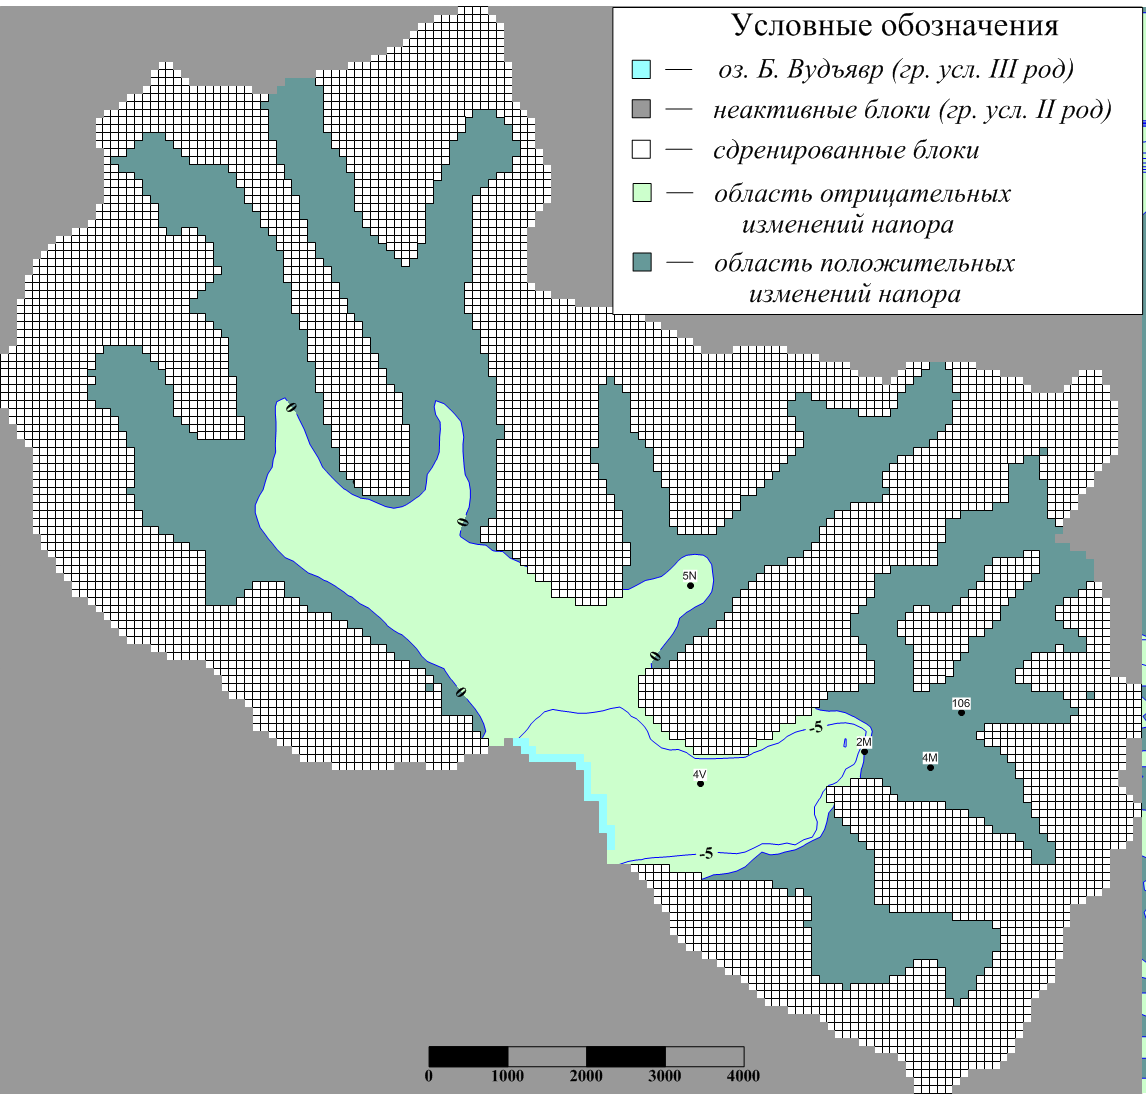 Условные обозначения
— оз. Б. Вудъявр (гр. усл. III род)
— неактивные блоки (гр. усл. II род)
— сдренированные блоки
— область отрицательных
изменений напора
— область положительных
изменений напора
0
0
0
0
5N
106
-5
2M
4M
4V
-5
0 1000 2000 3000 4000